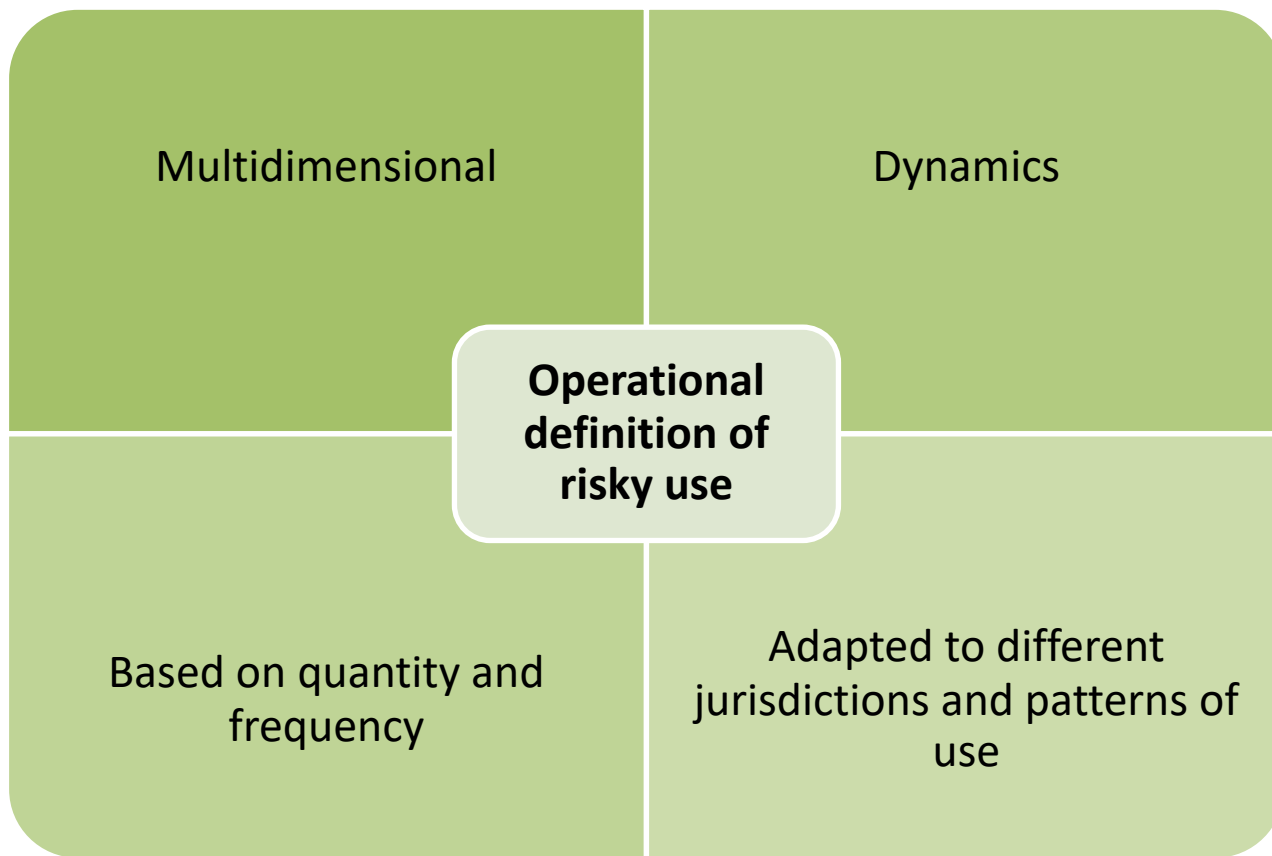 Multidimensional
Dynamics
Operational
definition of
risky use
Based on quantity and
frequency
Adapted to different
jurisdictions and patterns of
use